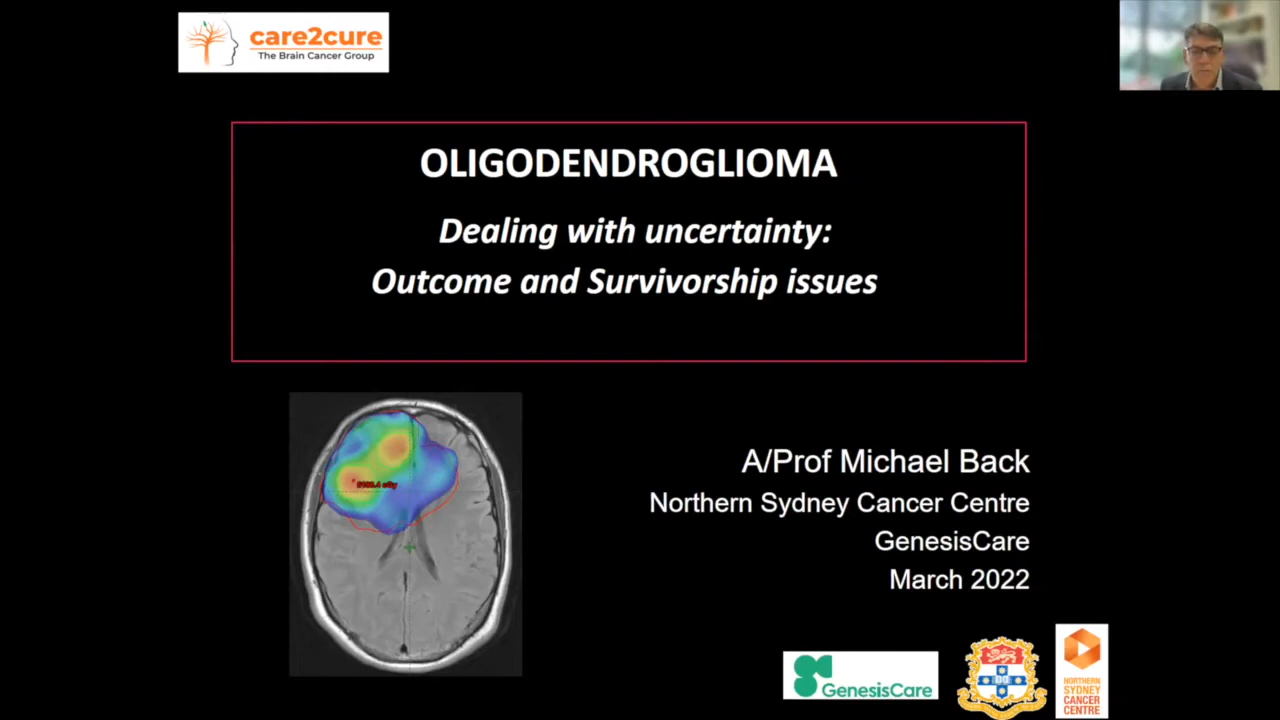 care2cure
The Brain Cancer Group
OLIGODENDROGLIOMA
Dealing with uncertainty:
Outcome and Survivorship issues
A/Prof Michael Back
Northern Sydney Cancer Centre
GenesisCare
March 2022
GenesisCare
NORTHERN
SYDNEY
CANCER
CENTRE